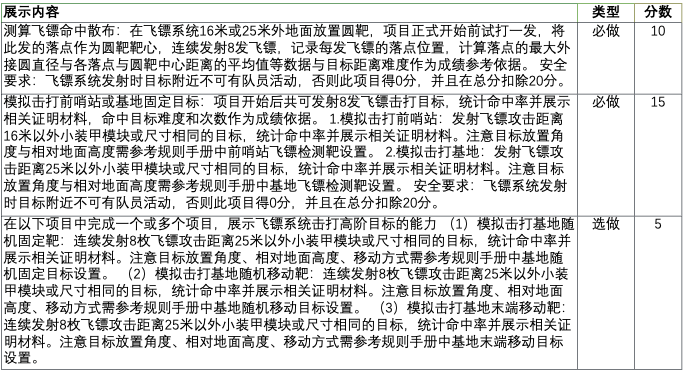 展示内容 类型 分数
测算飞镖命中散布：在飞镖系统16米或25米外地面放置圆靶，项目正式开始前试打一发，将 必做 10
此发的落点作为圆靶靶心，连续发射8发飞镖，记录每发飞镖的落点位置，计算落点的最大外
接圆直径与各落点与圆靶中心距离的平均值等数据与目标距离难度作为成绩参考依据。 安全
要求：飞镖系统发射时目标附近不可有队员活动，否则此项目得0分，并且在总分扣除20分。
模拟击打前哨站或基地固定目标：项目开始后共可发射8发飞镖击打目标，统计命中率并展示 必做 15
相关证明材料，命中目标难度和次数作为成绩依据。 1.模拟击打前哨站：发射飞镖攻击距离
16米以外小装甲模块或尺寸相同的目标，统计命中率并展示相关证明材料。注意目标放置角
度与相对地面高度需参考规则手册中前哨站飞镖检测靶设置。 2.模拟击打基地：发射飞镖攻
击距离25米以外小装甲模块或尺寸相同的目标，统计命中率并展示相关证明材料。注意目标
放置角度与相对地面高度需参考规则手册中基地飞镖检测靶设置。 安全要求：飞镖系统发射
时目标附近不可有队员活动，否则此项目得0分，并且在总分扣除20分。
在以下项目中完成一个或多个项目，展示飞镖系统击打高阶目标的能力 （1）模拟击打基地随 选做 5
机固定靶：连续发射8枚飞镖攻击距离25米以外小装甲模块或尺寸相同的目标，统计命中率并
展示相关证明材料。注意目标放置角度、相对地面高度、移动方式需参考规则手册中基地随
机固定目标设置。 （2）模拟击打基地随机移动靶：连续发射8枚飞镖攻击距离25米以外小装
甲模块或尺寸相同的目标，统计命中率并展示相关证明材料。注意目标放置角度、相对地面
高度、移动方式需参考规则手册中基地随机移动目标设置。 （3）模拟击打基地末端移动靶：
连续发射8枚飞镖攻击距离25米以外小装甲模块或尺寸相同的目标，统计命中率并展示相关证
明材料。注意目标放置角度、相对地面高度、移动方式需参考规则手册中基地末端移动目标
设置。